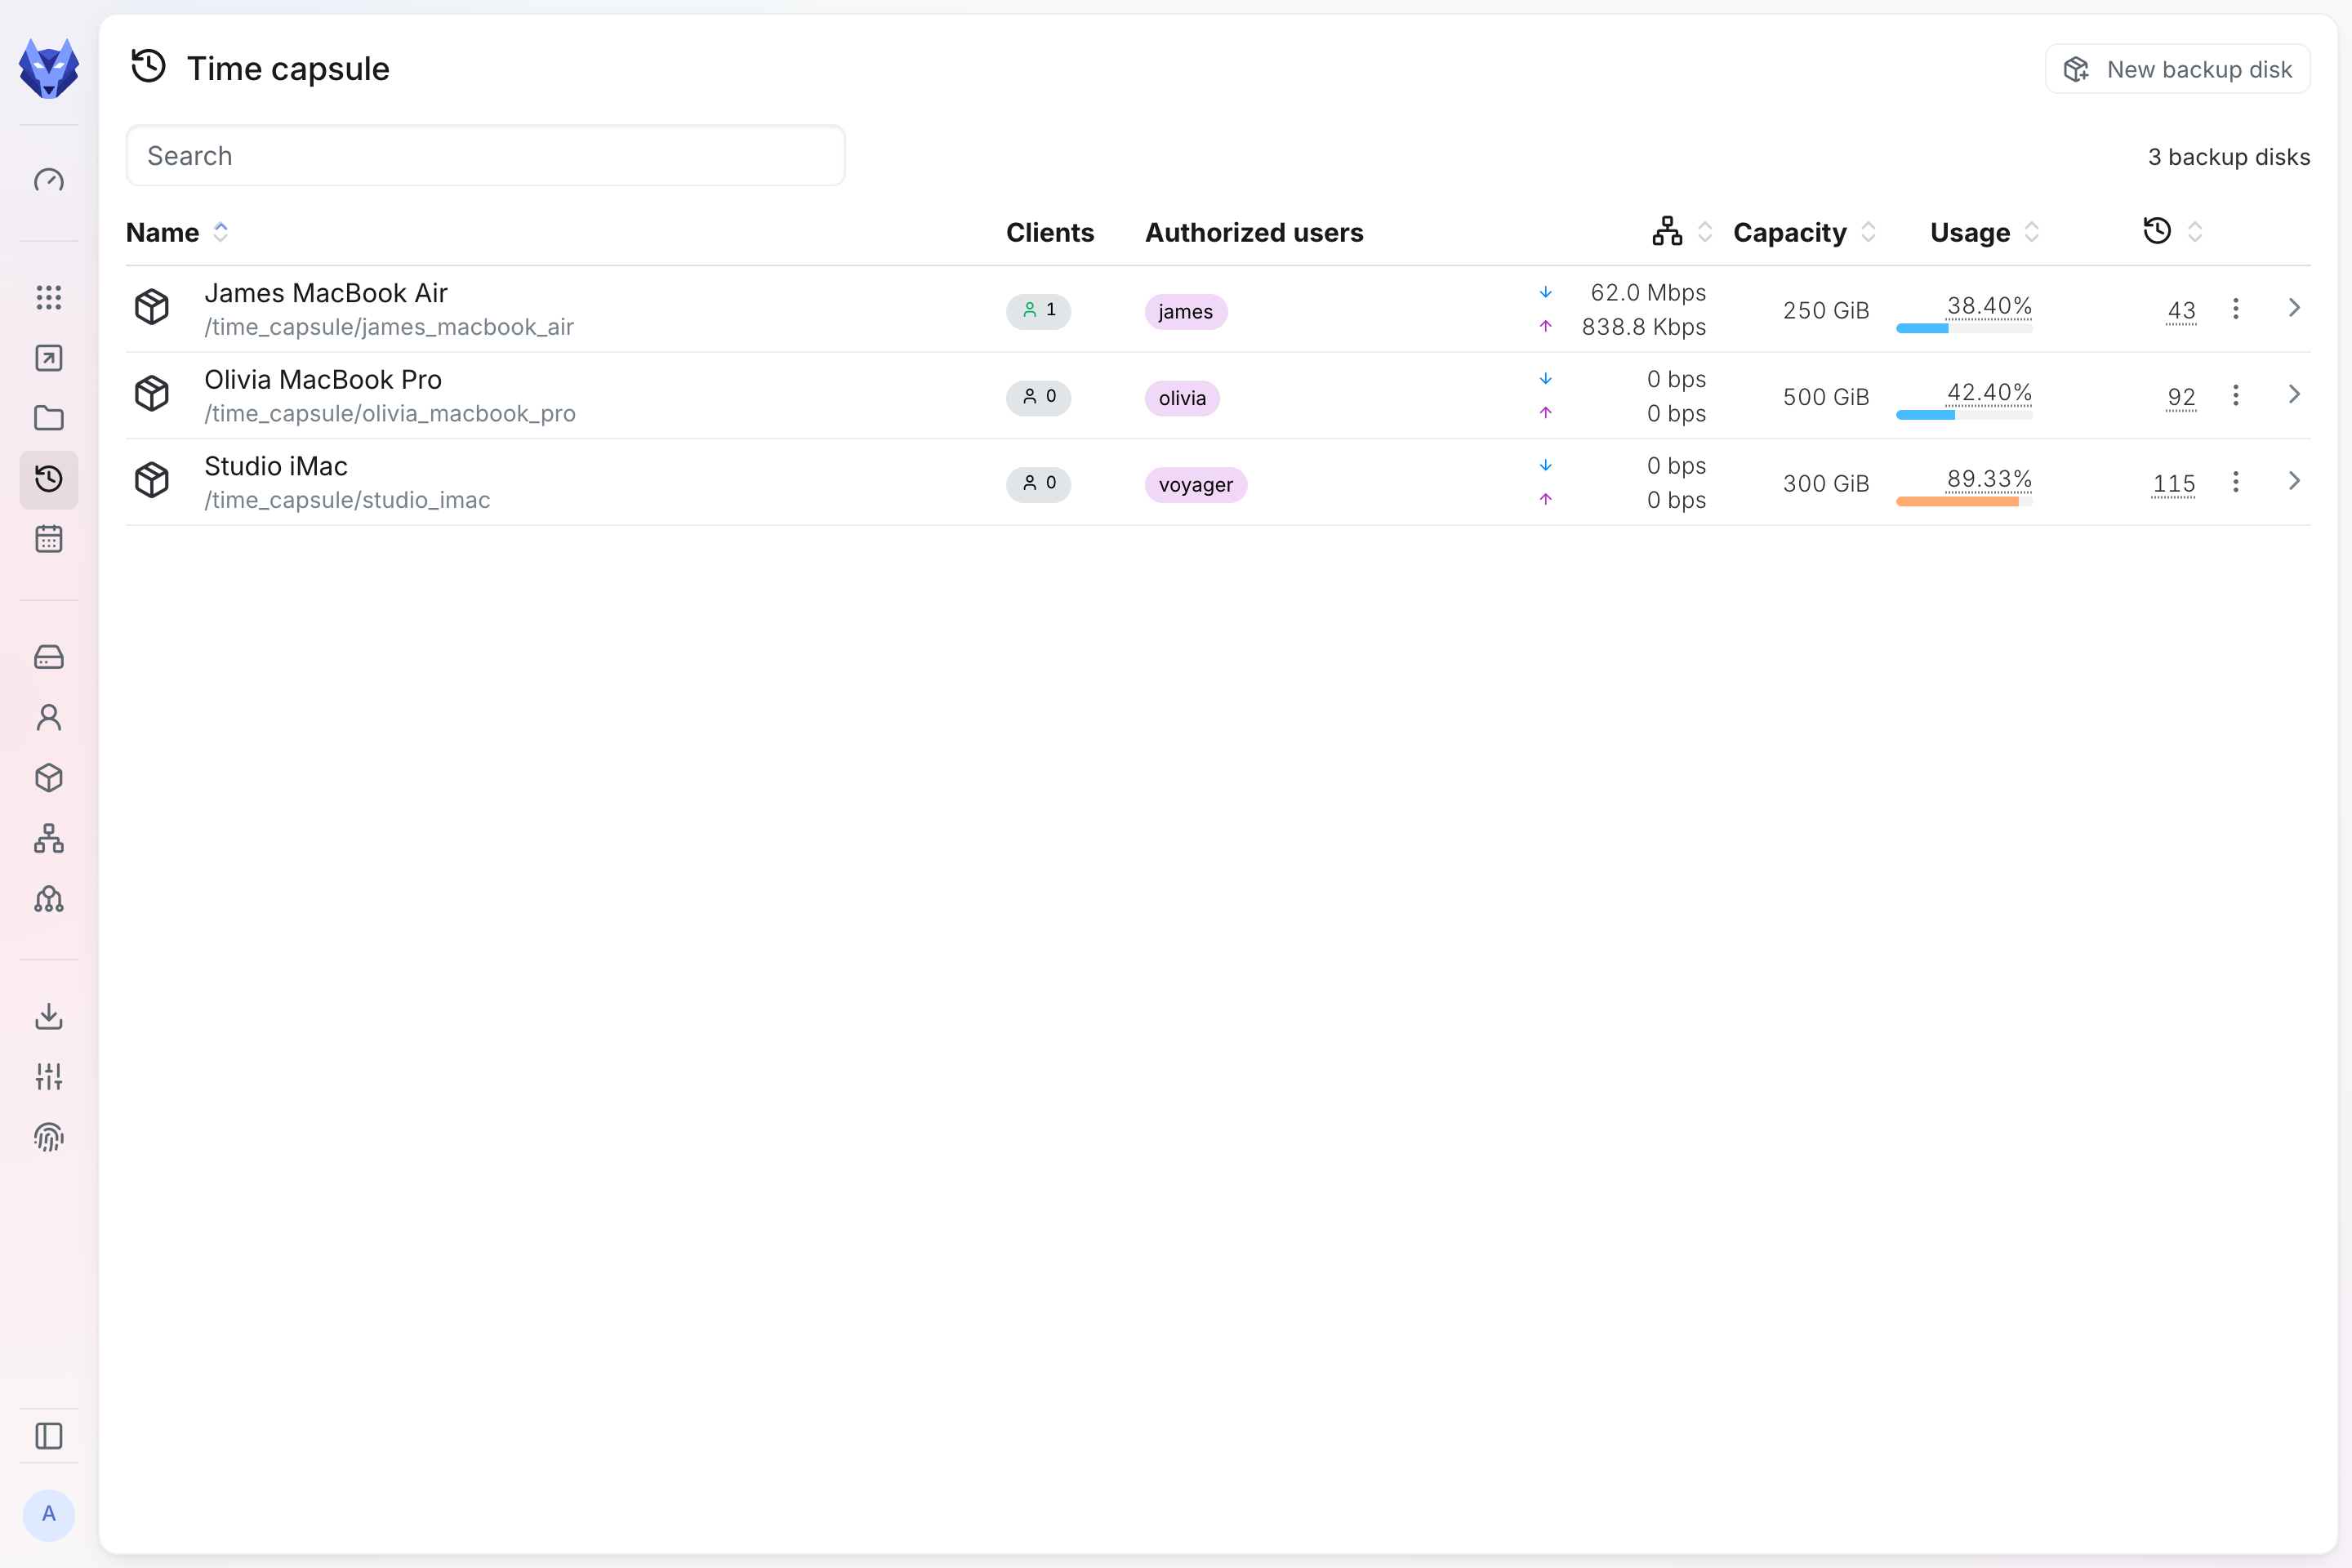 Time capsule
New backup disk
Search
3 backup disks
Name Clients Authorized users Capacity Usage
James MacBook Air
/time_capsule/james_macbook_air
1 james 62.0 Mbps
838.8 Kbps
250 GiB 38.40% 43
Olivia MacBook Pro
/time_capsule/olivia_macbook_pro
0 olivia 0 bps
0 bps
500 GiB 42.40% 92
Studio iMac
/time_capsule/studio_imac
0 voyager 0 bps
0 bps
300 GiB 89.33% 115
A